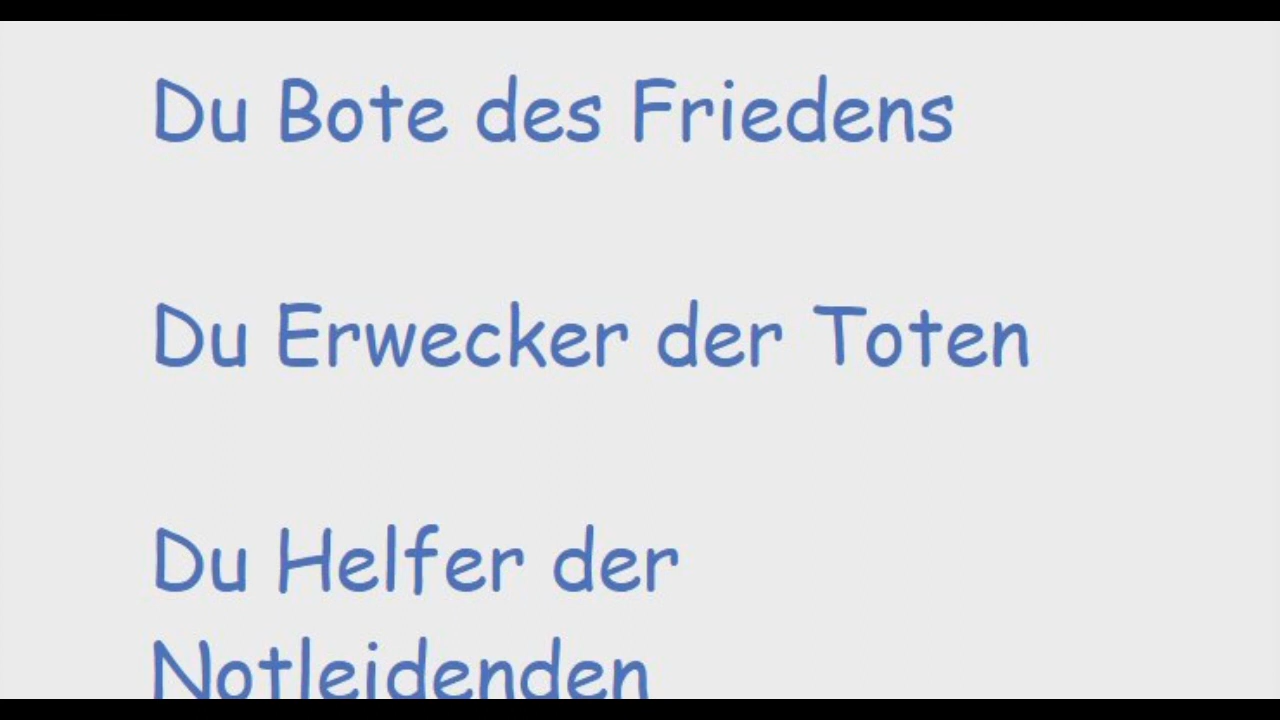 Du Bote des Friedens
Du Erwecker der Toten
Du Helfer der
Notleidenden